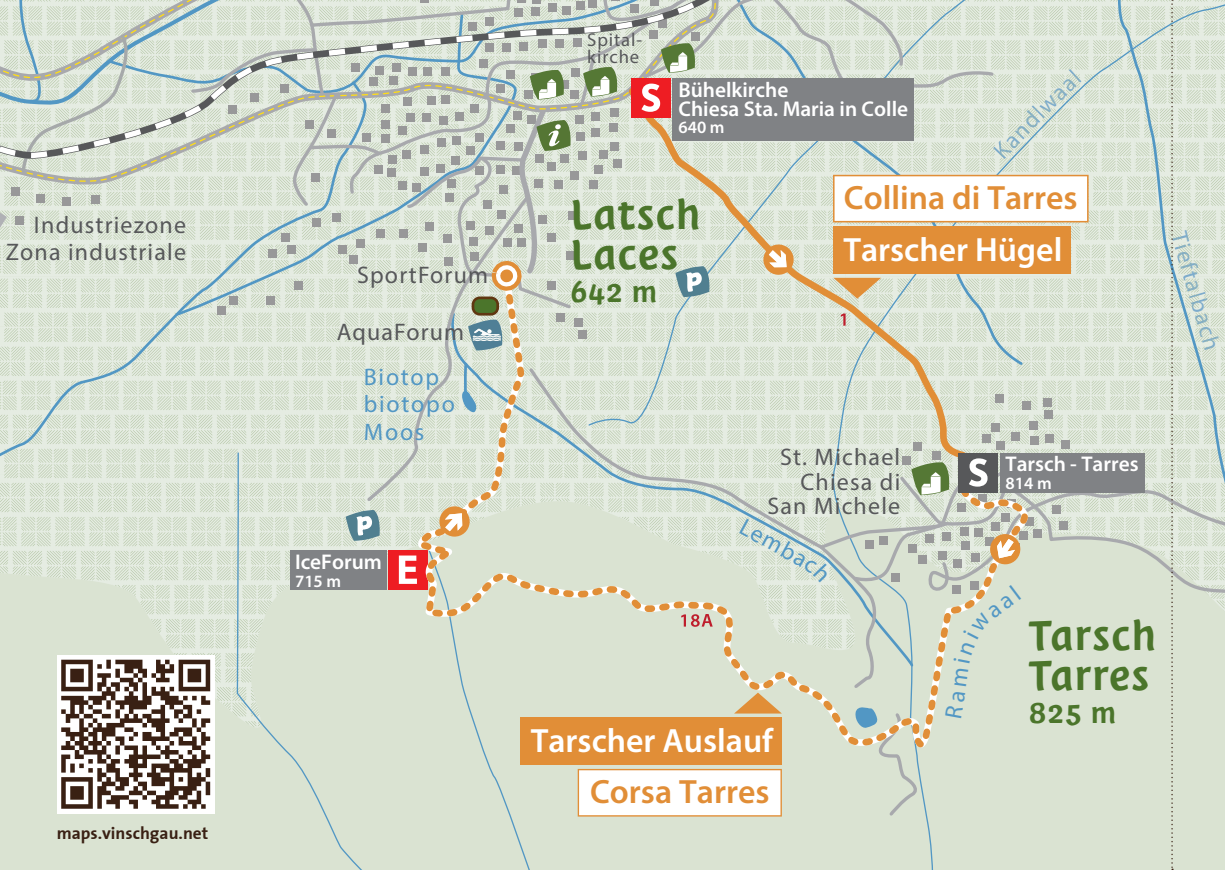 Spital-
kirche
S
Bühelkirche
Chiesa Sta. Maria in Colle
640 m
i
Kandlwaal
Collina di Tarres
Tarscher Hügel
Latsch
Laces
642 m
P
Industriezone
Zona industriale
SportForum
AquaForum
Tieftalbach
1
Biotop
biotopo
Moos
St. Michael
Chiesa di
San Michele
S
Tarsch - Tarres
814 m
P
Lembach
IceForum
715 m
E
18A
Raminiwaal
Tarsch
Tarres
825 m
Tarscher Auslauf
Corsa Tarres
maps.vinschgau.net